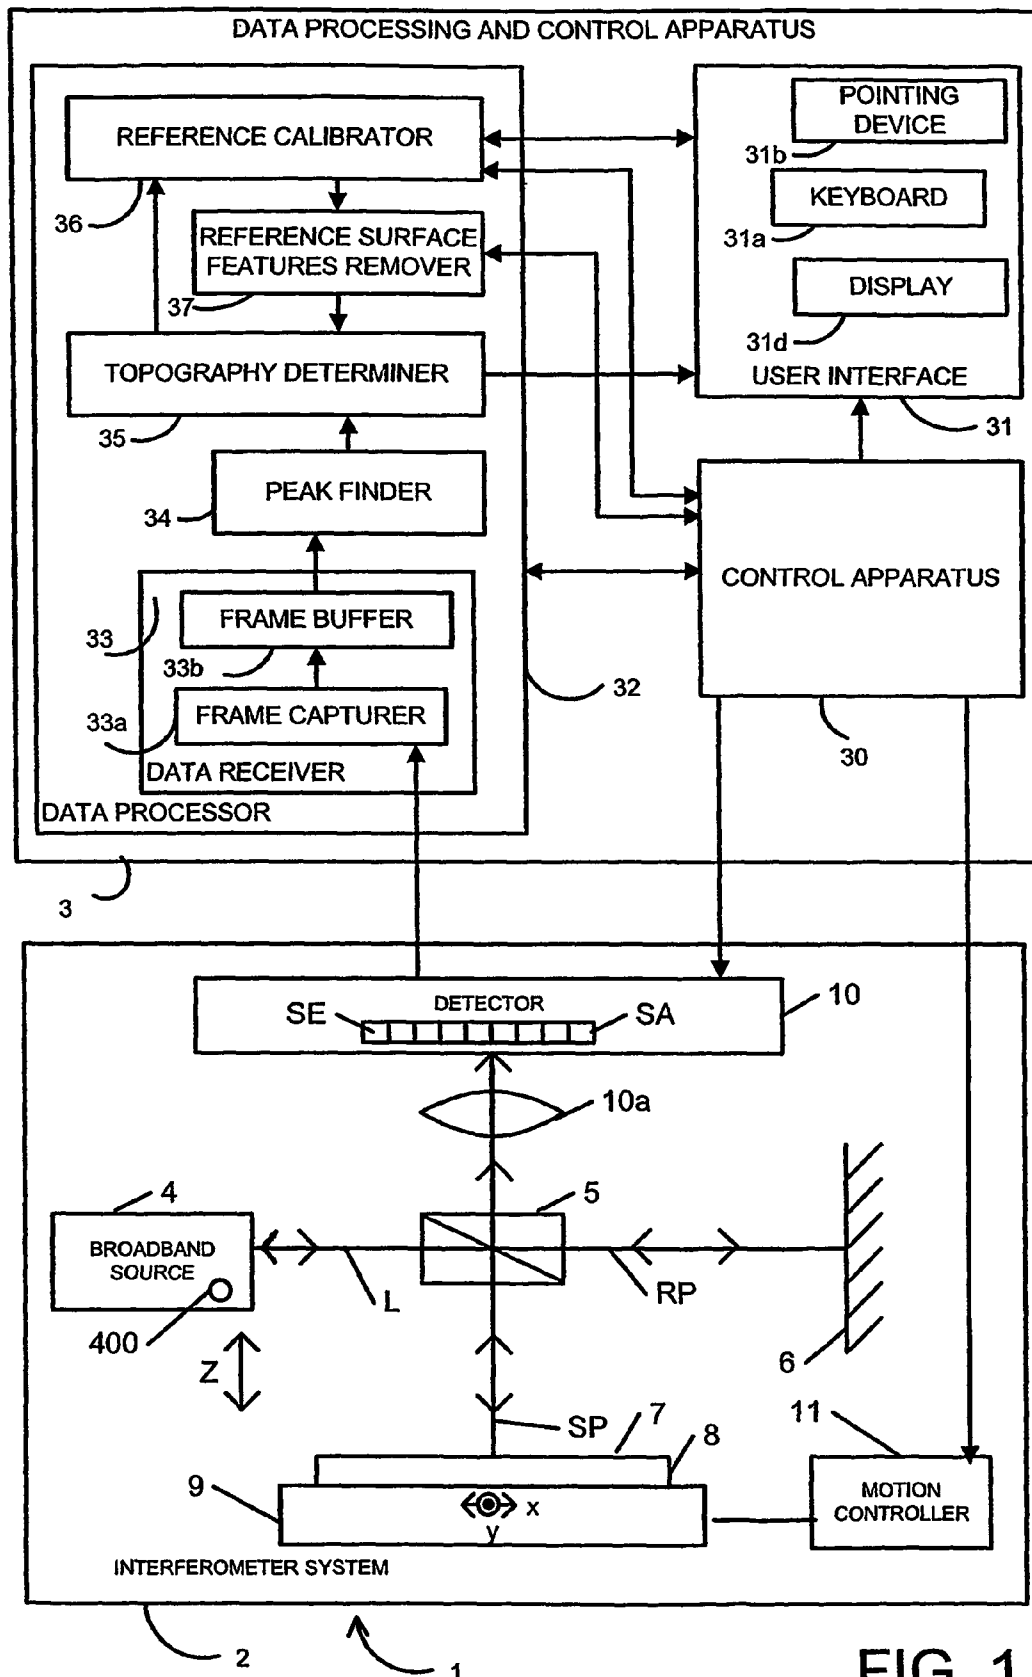 DATA PROCESSING AND CONTROL APPARATUS
REFERENCE CALIBRATOR
36
REFERENCE SURFACE
FEATURES REMOVER
37
TOPOGRAPHY DETERMINER
35
PEAK FINDER
34
33
FRAME BUFFER
33b
FRAME CAPTURER
33a
DATA RECEIVER
DATA PROCESSOR
32
POINTING
DEVICE
31b
KEYBOARD
31a
DISPLAY
31d
USER INTERFACE
31
CONTROL APPARATUS
30
3
DETECTOR
10
SE
SA
10a
4
5
BROADBAND
SOURCE
400
L
RP
6
Z
SP
7
8
9
x
y
11
MOTION
CONTROLLER
INTERFEROMETER SYSTEM
2
1
FIG. 1